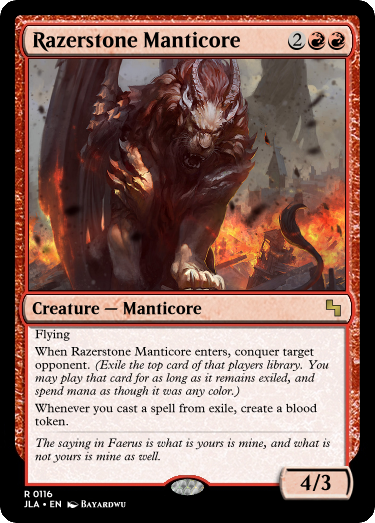 Razerstone Manticore 2
Creature — Manticore
Flying
When Razerstone Manticore enters, conquer target
opponent. (Exile the top card of that players library. You
may play that card for as long as it remains exiled, and
spend mana as though it was any color.)
Whenever you cast a spell from exile, create a blood
token.
The saying in Faerus is what is yours is mine, and what is
not yours is mine as well.
4/3
R 0116
JLA • EN Bayardwu